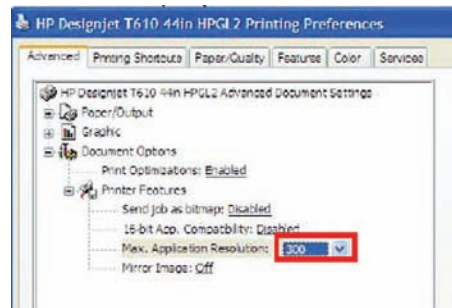 HP Designjet T610 44in HPGL2 Printing Preferences
Advanced Printing Shortcuts Paper/Quality Features Color Services
HP Designjet T610 44in HPGL2 Advanced Document Settings
Paper/Output
Graphic
Document Options
Print Optimizations: Enabled
Printer Features
Send job as bitmap: Disabled
16-bit App. Compatibility: Disabled
Max. Application Resolution: 300
Mirror Image: Off